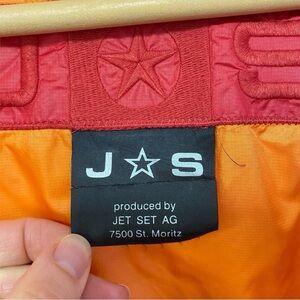 J☆S
produced by
JET SET AG
7500 St. Moritz